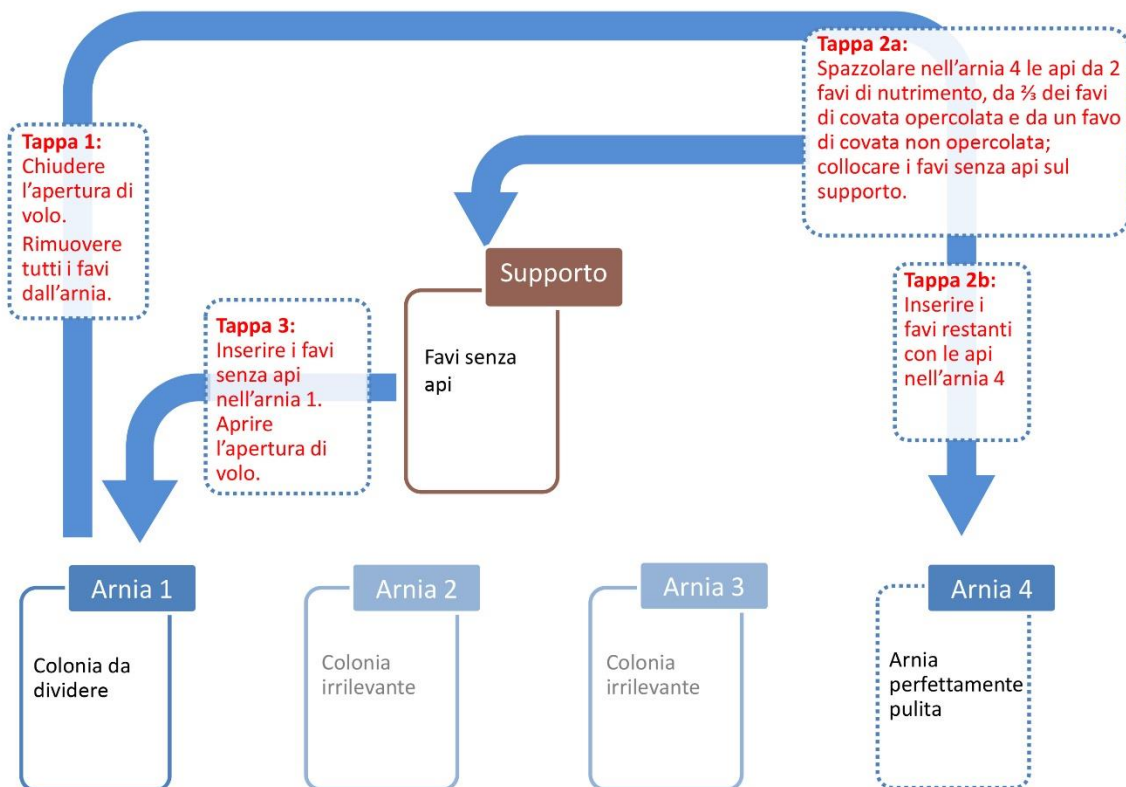 Tappa 1:
Chiudere
l'apertura di
volo.
Rimuovere
tutti i favi
dall'arnia.
Tappa 2a:
Spazzolare nell'arnia 4 le api da 2
favi di nutrimento, da ⅔ dei favi
di covata opercolata e da un favo
di covata non opercolata;
collocare i favi senza api sul
supporto.
Tappa 2b:
Inserire i
favi restanti
con le api
nell'arnia 4
Supporto
Favi senza
api
Tappa 3:
Inserire i favi
senza api
nell'arnia 1.
Aprire
l'apertura di
volo.
Arnia 1
Colonia da
dividere
Arnia 2
Colonia
irrilevante
Arnia 3
Colonia
irrilevante
Arnia 4
Arnia
perfettamente
pulita